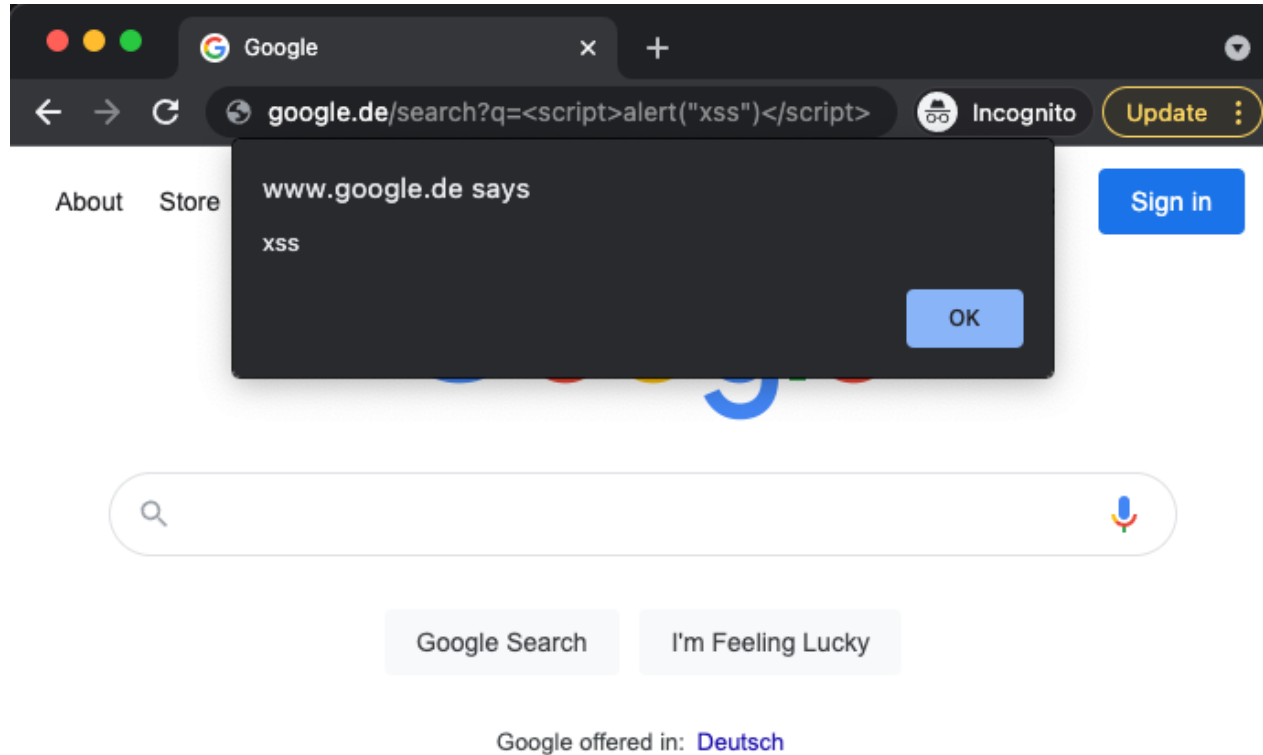 Google
google.de/search?q=<script>alert("xss")</script> Incognito Update
About Store www.google.de says Sign in
xss
OK
Google Search I'm Feeling Lucky
Google offered in: Deutsch